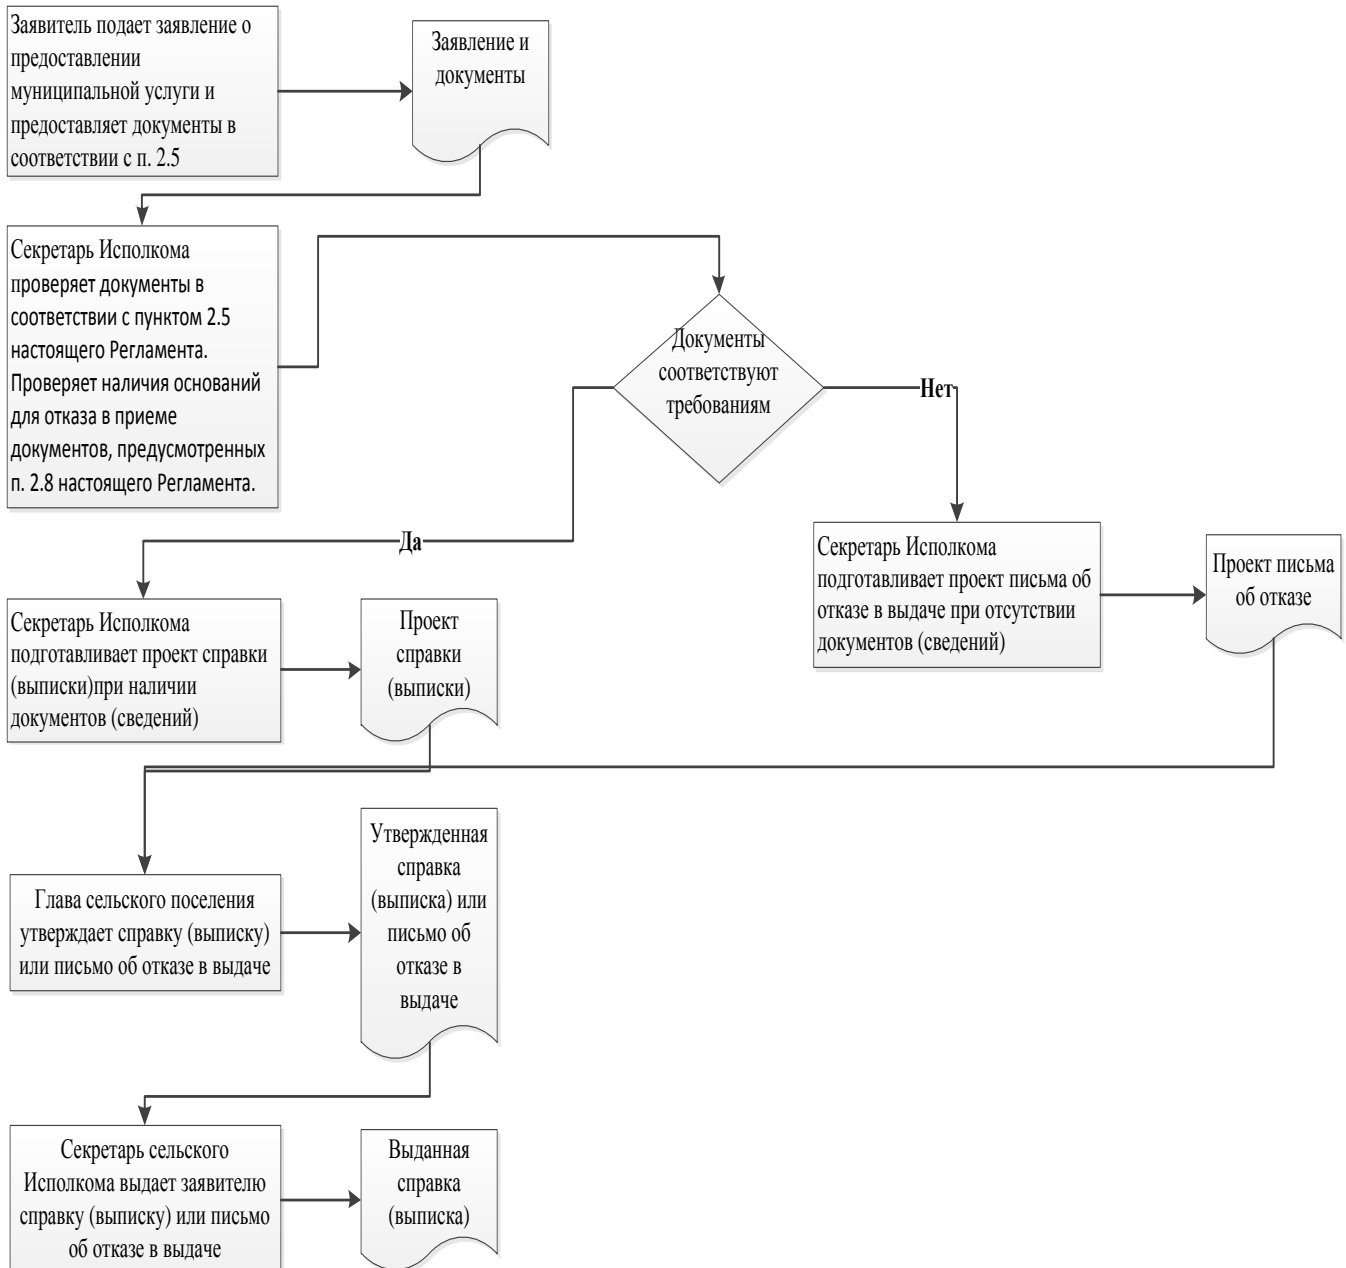 Заявитель подает заявление о
предоставлении
муниципальной услуги и
предоставляет документы в
соответствии с п. 2.5
Заявление и
документы
Секретарь Исполкома
проверяет документы в
соответствии с пунктом 2.5
настоящего Регламента.
Проверяет наличия оснований
для отказа в приеме
документов, предусмотренных
п. 2.8 настоящего Регламента.
Документы
соответствуют
требованиям
Нет
Да
Секретарь Исполкома
подготавливает проект письма об
отказе в выдаче при отсутствии
документов (сведений)
Проект письма
об отказе
Секретарь Исполкома
подготавливает проект справки
(выписки)при наличии
документов (сведений)
Проект
справки
(выписки)
Глава сельского поселения
утверждает справку (выписку)
или письмо об отказе в выдаче
Утвержденная
справка
(выписка) или
письмо об
отказе в
выдаче
Секретарь сельского
Исполкома выдает заявителю
справку (выписку) или письмо
об отказе в выдаче
Выданная
справка
(выписка)